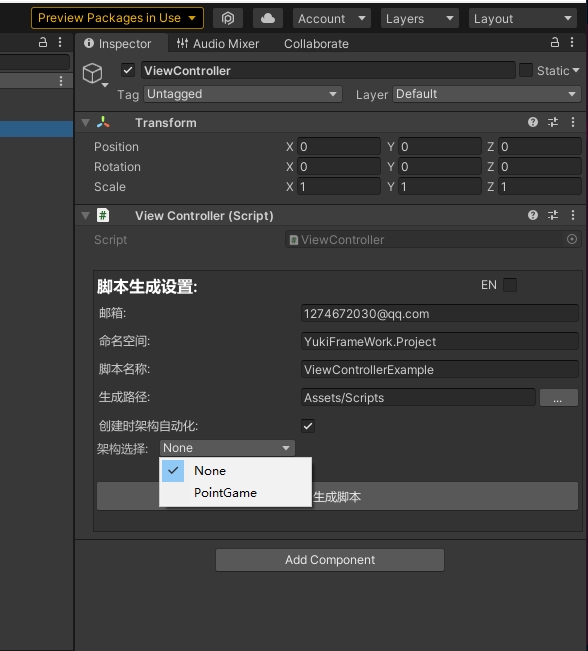 Preview Packages in Use
Account
Layers
Layout
Inspector
Audio Mixer
Collaborate
ViewController
Static
Tag Untagged
Layer Default
Transform
Position X 0 Y 0 Z 0
Rotation X 0 Y 0 Z 0
Scale X 1 Y 1 Z 1
# View Controller (Script)
Script # ViewController
脚本生成设置:
EN
邮箱: 1274672030@qq.com
命名空间: YukiFrameWork.Project
脚本名称: ViewControllerExample
生成路径: Assets/Scripts ...
创建时架构自动化:
架构选择: None
None
PointGame
生成脚本
Add Component